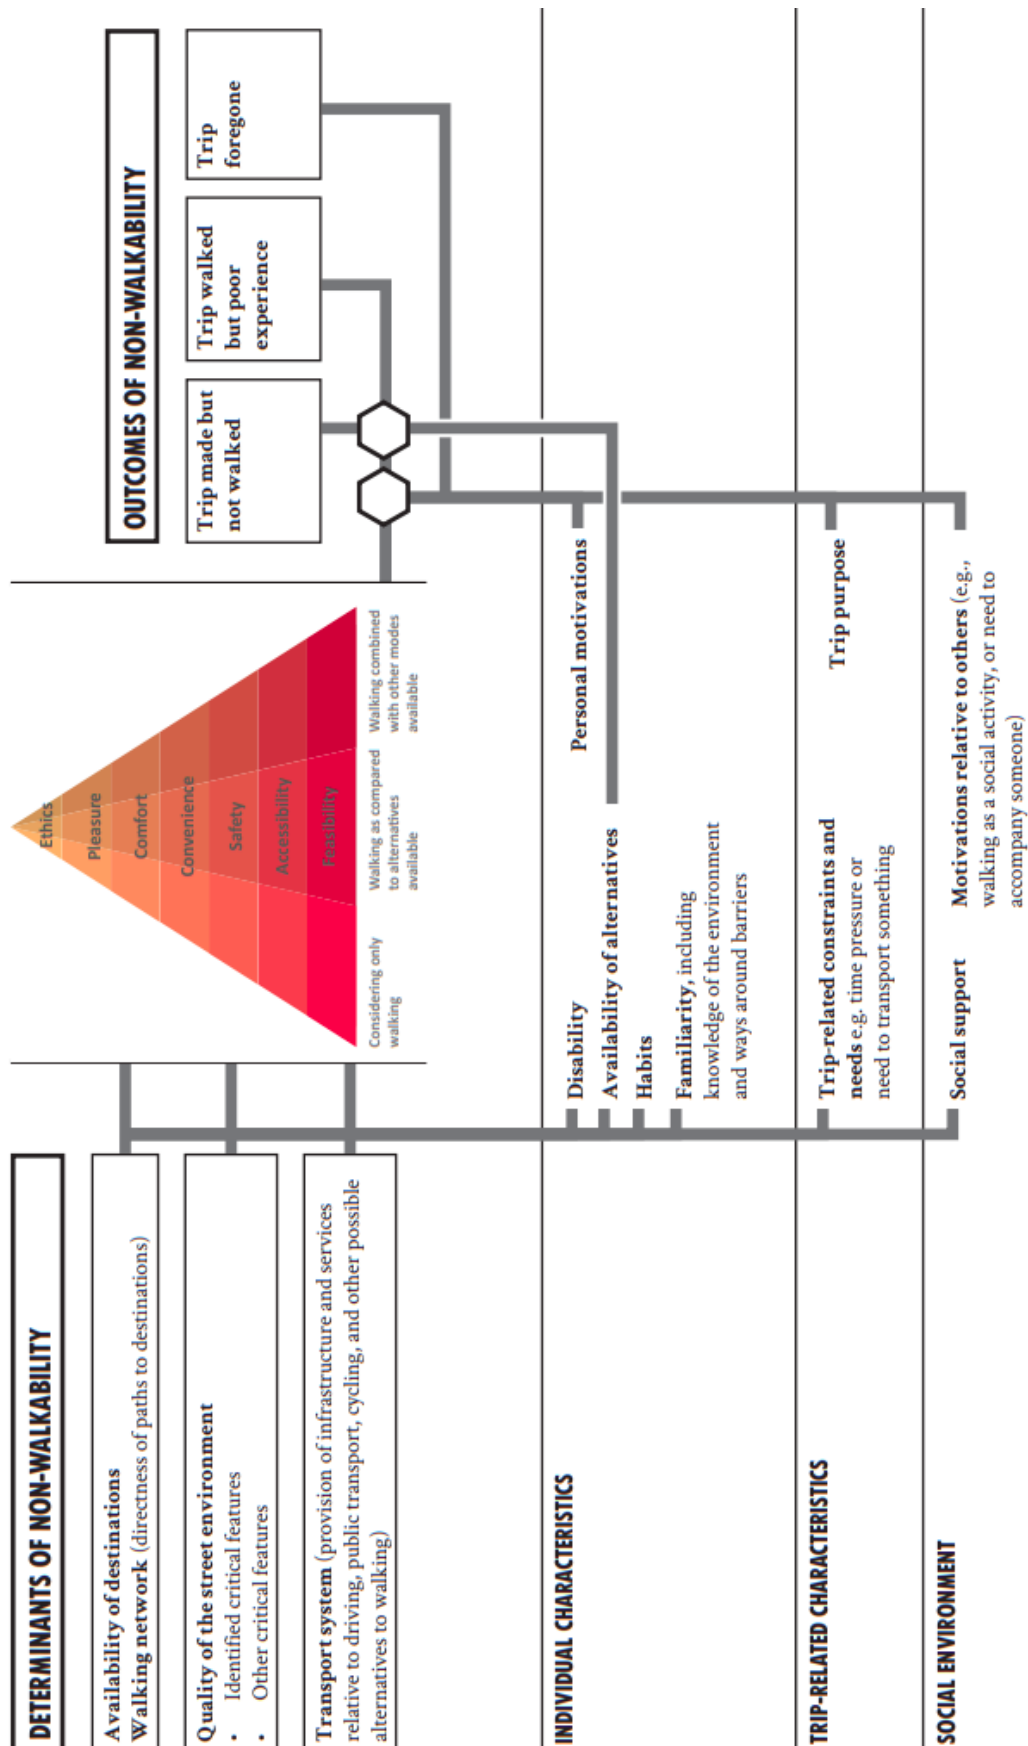 DETERMINANTS OF NON-WALKABILITY
Availability of destinations
Walking network (directness of paths to destinations)
Quality of the street environment
• Identified critical features
• Other critical features
Transport system (provision of infrastructure and services
relative to driving, public transport, cycling, and other possible
alternatives to walking)
Ethics
Pleasure
Comfort
Convenience
Safety
Accessibility
Feasibility
Considering only
walking
Walking as compared
to alternatives
available
Walking combined
with other modes
available
OUTCOMES OF NON-WALKABILITY
Trip made but
not walked
Trip walked
but poor
experience
Trip
foregone
INDIVIDUAL CHARACTERISTICS
Disability
Availability of alternatives
Habits
Familiarity, including
knowledge of the environment
and ways around barriers
Personal motivations
TRIP-RELATED CHARACTERISTICS
Trip-related constraints and
needs e.g. time pressure or
need to transport something
Trip purpose
SOCIAL ENVIRONMENT
Social support
Motivations relative to others (e.g.,
walking as a social activity, or need to
accompany someone)